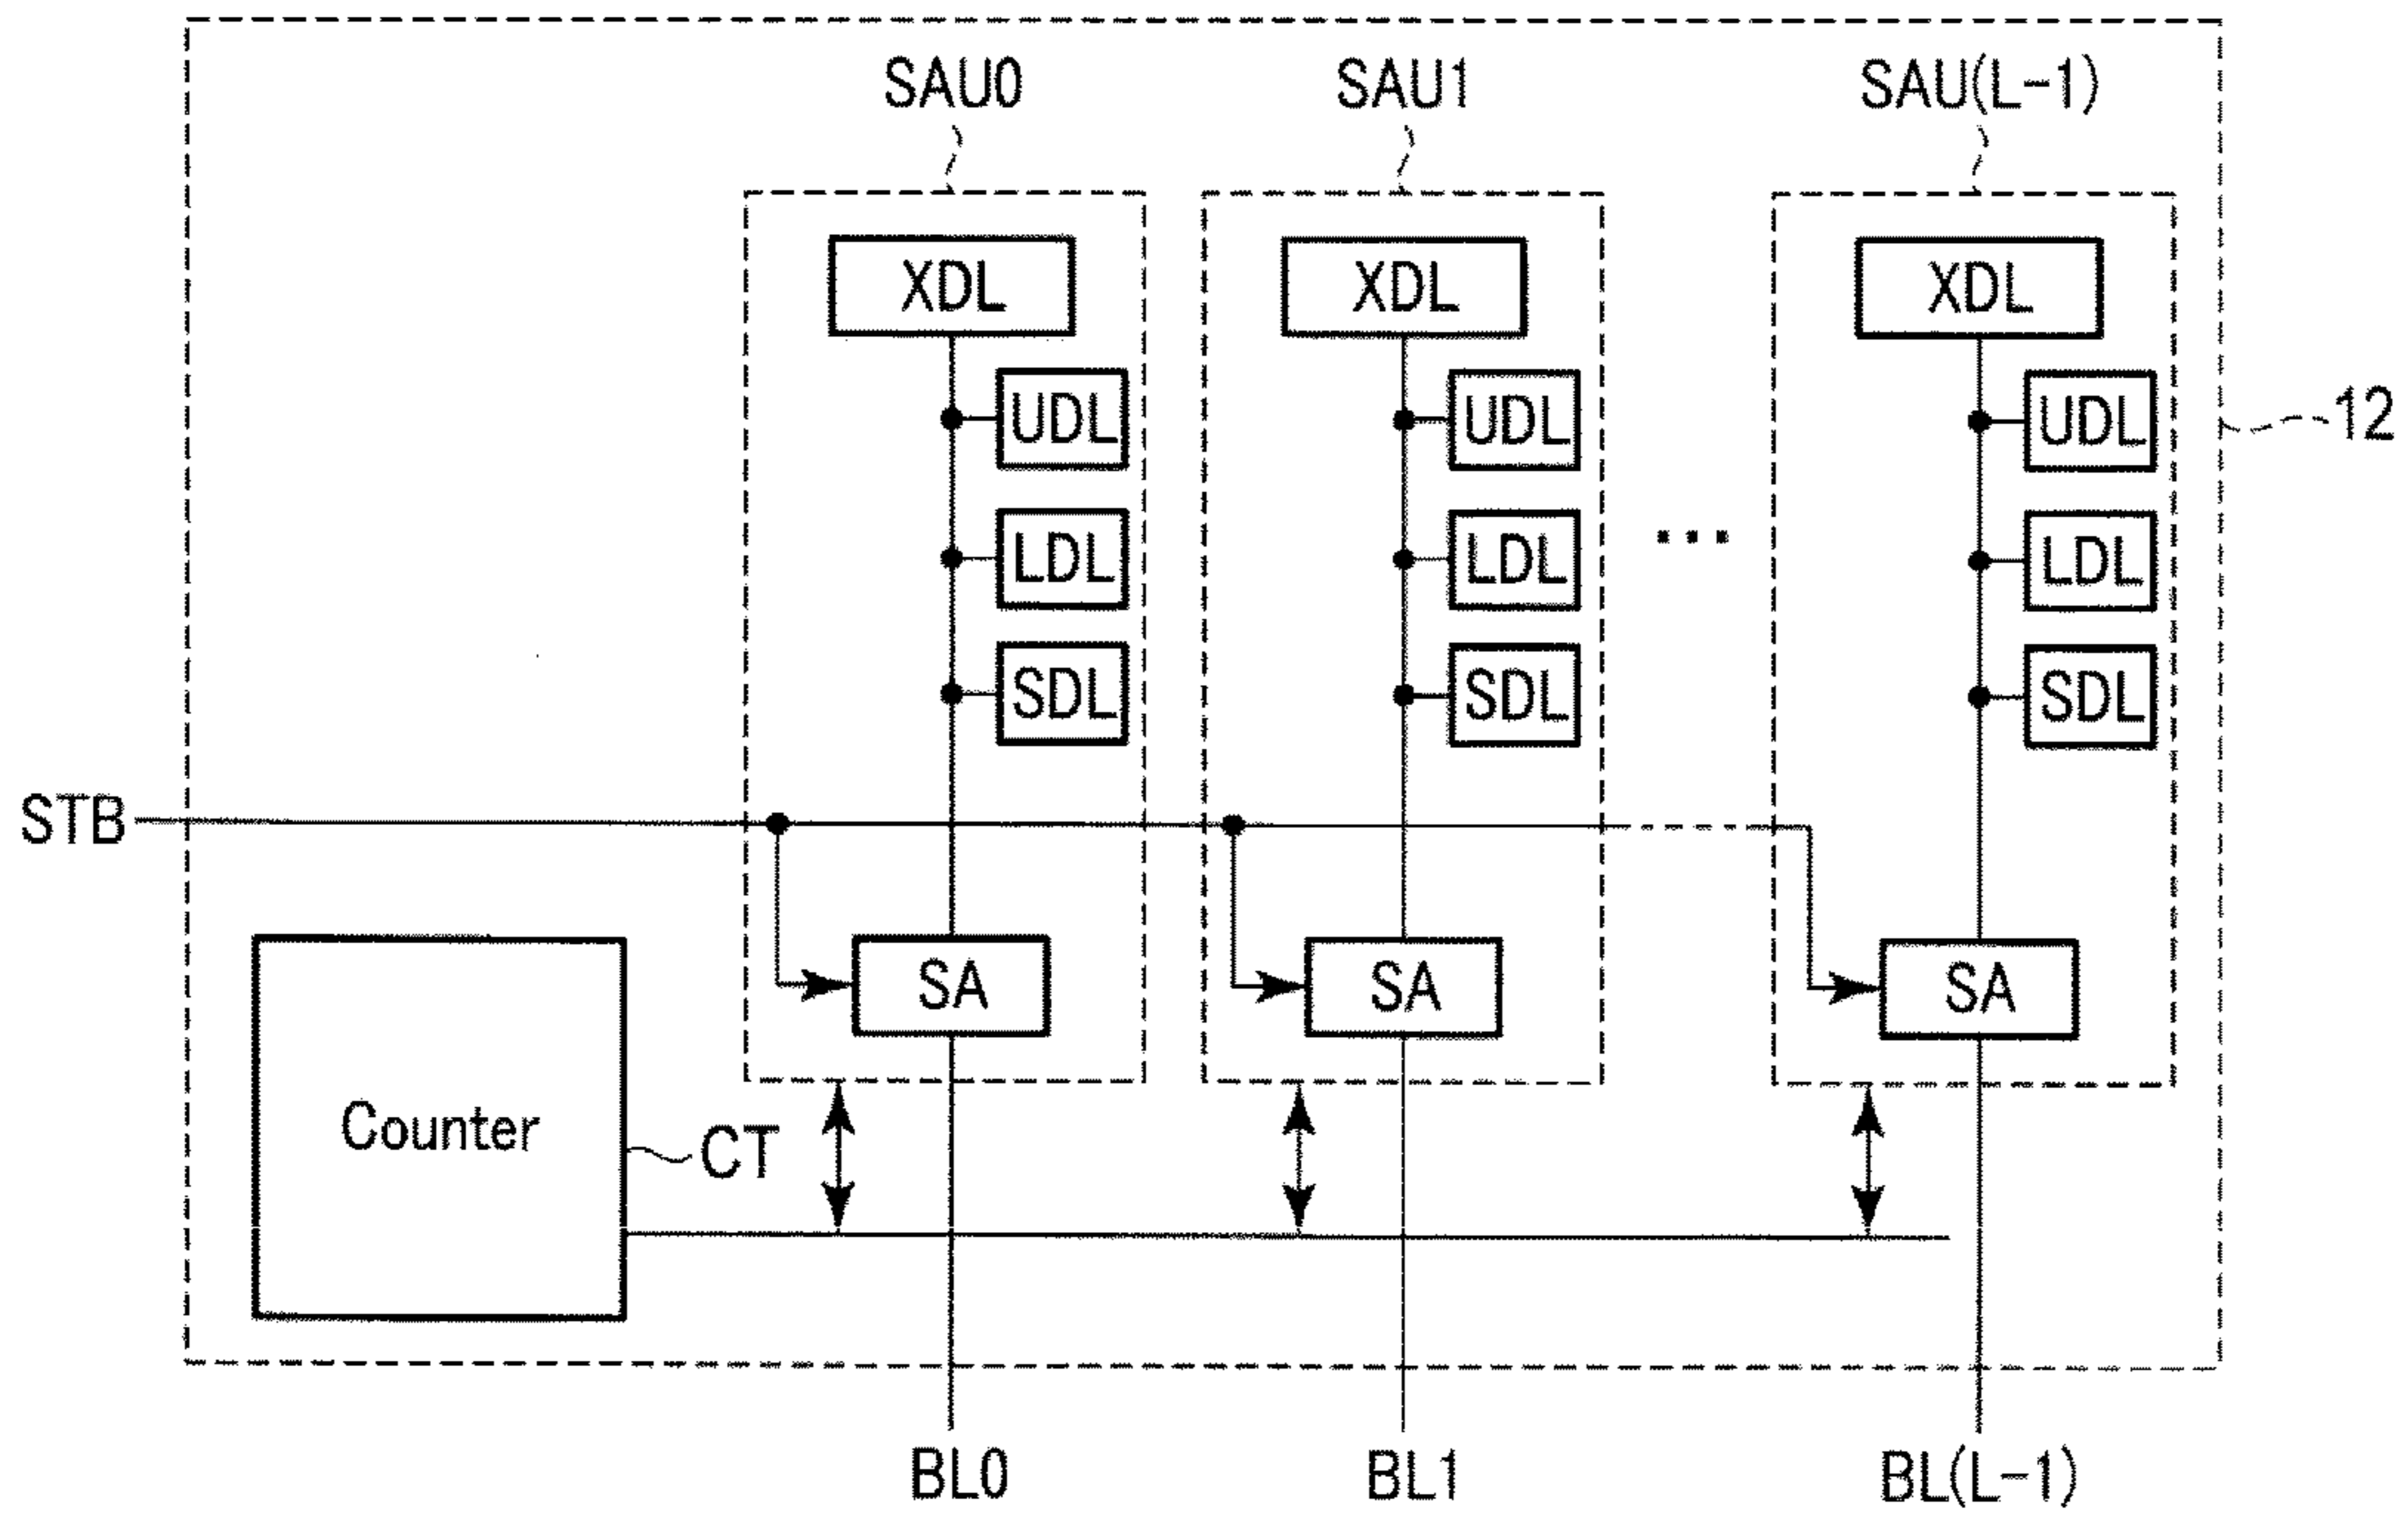 SAU0 SAU1 SAU(L-1)
XDL XDL XDL
UDL UDL UDL 12
LDL LDL ... LDL
SDL SDL SDL
STB
SA SA SA
Counter CT
BL0 BL1 BL(L-1)